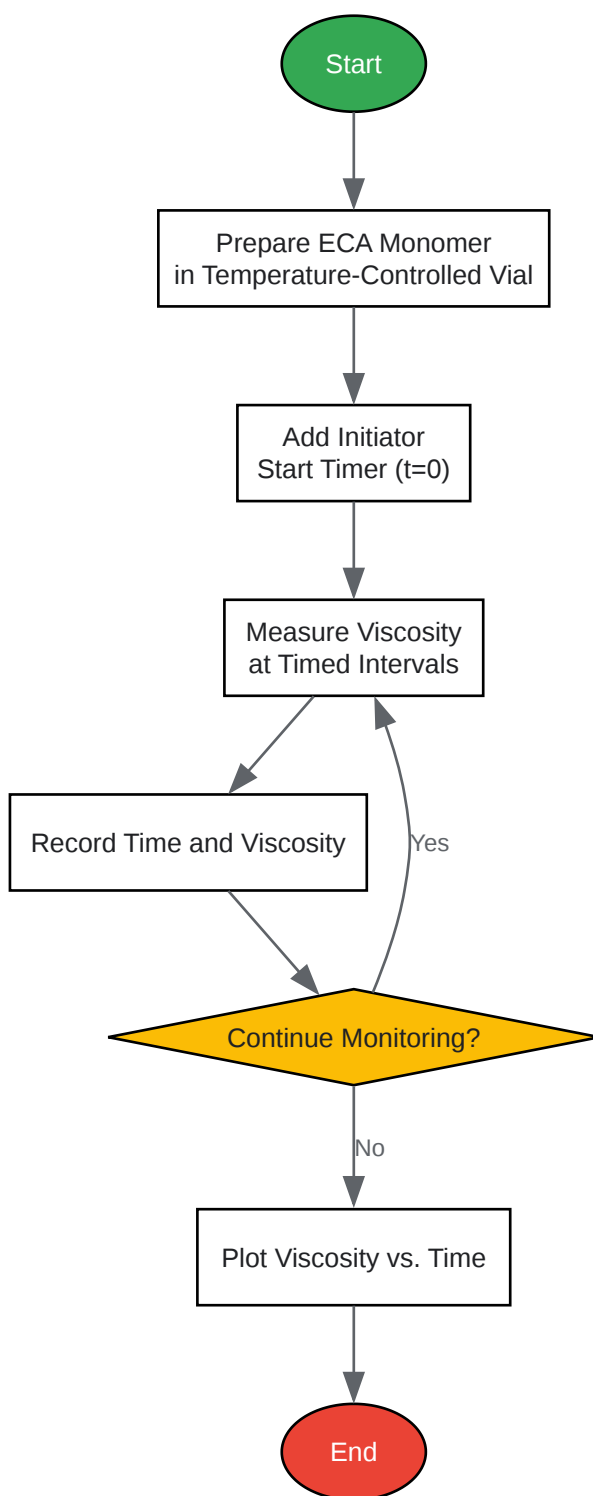 Start
Prepare ECA Monomer
in Temperature-Controlled Vial
Add Initiator
Start Timer (t=0)
Measure Viscosity
at Timed Intervals
Record Time and Viscosity
Yes
Continue Monitoring?
No
Plot Viscosity vs. Time
End